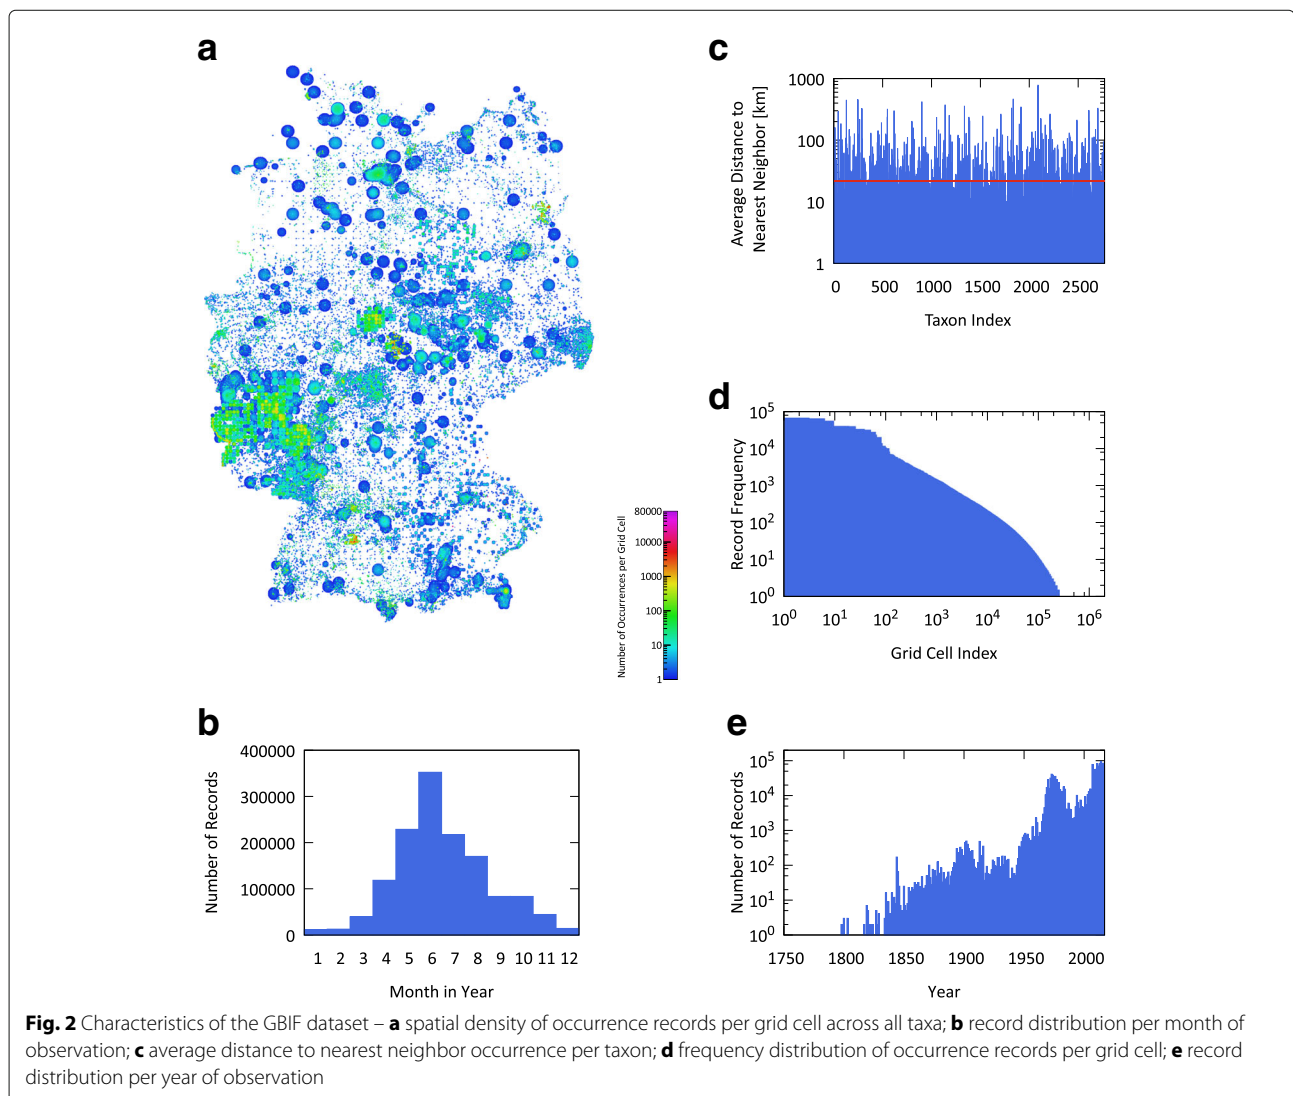 a
Number of Occurrences per Grid Cell
80000
10000
1000
100
10
1
b
Number of Records
400000
300000
200000
100000
0
1 2 3 4 5 6 7 8 9 10 11 12
Month in Year
c
Average Distance to
Nearest Neighbor [km]
1000
100
10
1
0 500 1000 1500 2000 2500
Taxon Index
d
Record Frequency
10^5
10^4
10^3
10^2
10^1
10^0
10^0 10^1 10^2 10^3 10^4 10^5 10^6
Grid Cell Index
e
Number of Records
10^5
10^4
10^3
10^2
10^1
10^0
1750 1800 1850 1900 1950 2000
Year
Fig. 2 Characteristics of the GBIF dataset – a spatial density of occurrence records per grid cell across all taxa; b record distribution per month of
observation; c average distance to nearest neighbor occurrence per taxon; d frequency distribution of occurrence records per grid cell; e record
distribution per year of observation